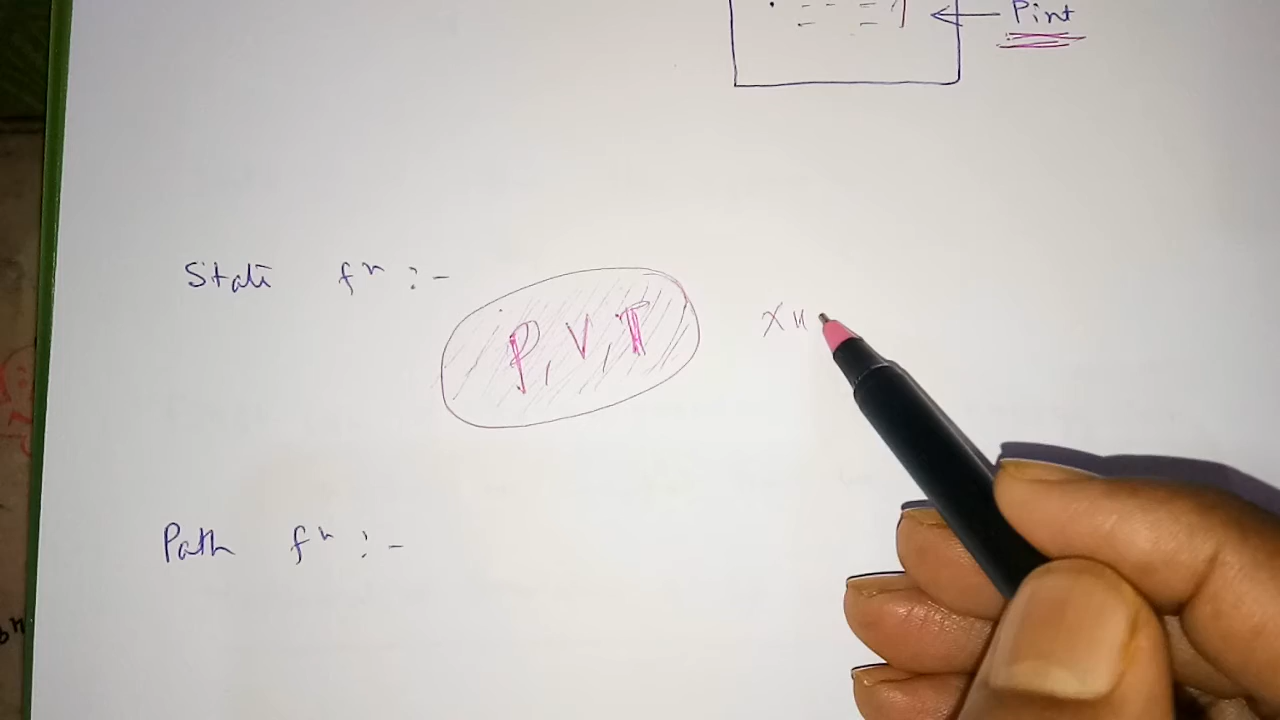 Pint
State fⁿ :-
P, V, T
Path fⁿ : -